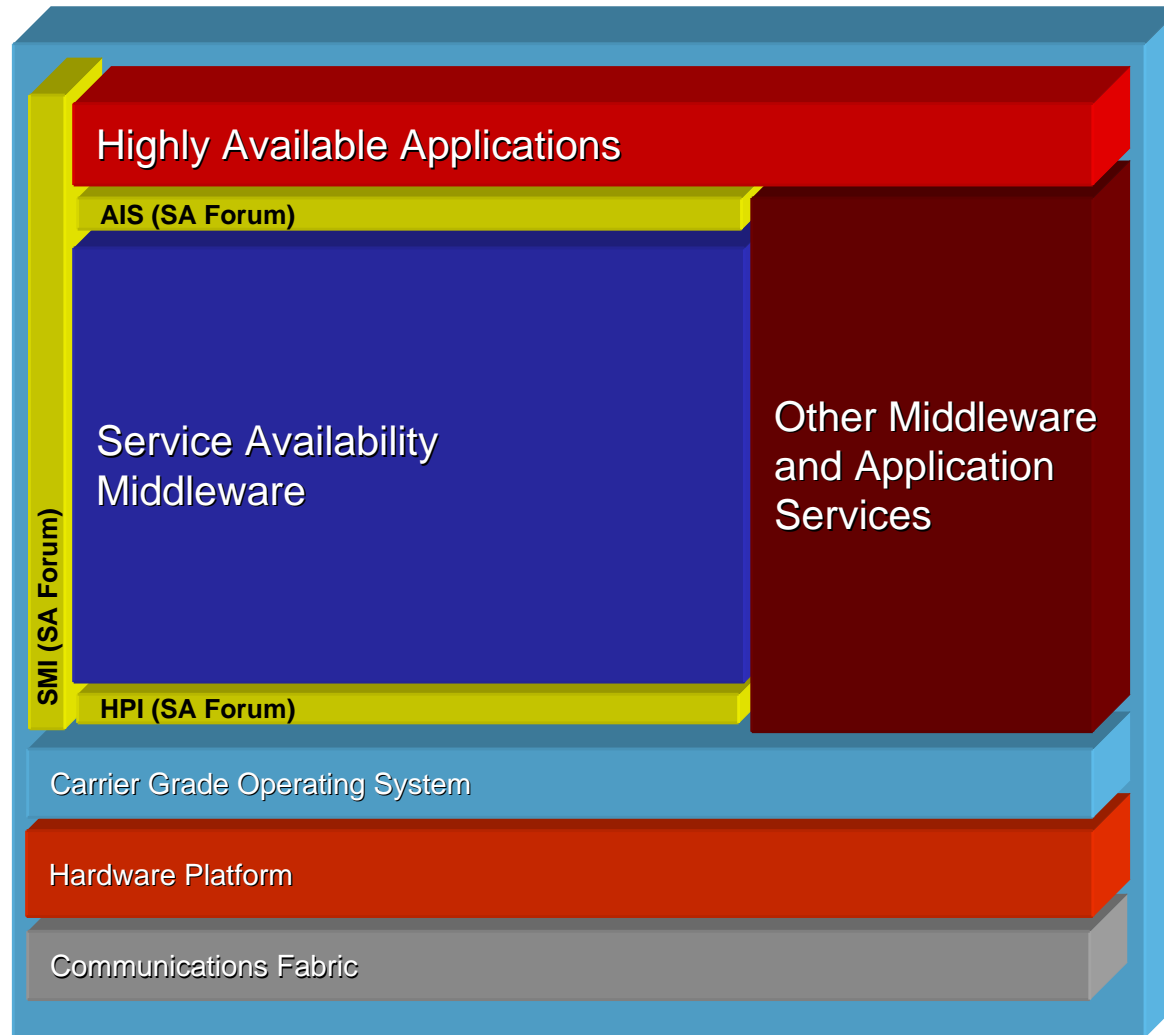 Highly Available Applications
AIS (SA Forum)
Service Availability
Middleware
Other Middleware
and Application
Services
SMI (SA Forum)
HPI (SA Forum)
Carrier Grade Operating System
Hardware Platform
Communications Fabric